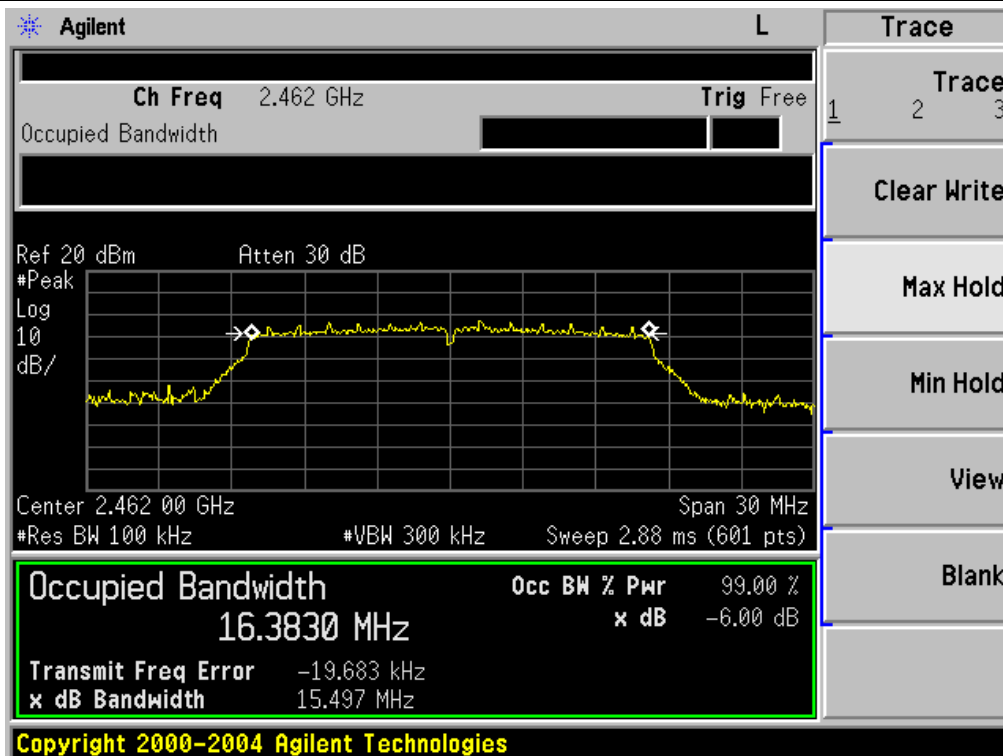 Agilent L Trace
Ch Freq 2.462 GHz Trig Free
Occupied Bandwidth
Trace
1 2 3
Clear Write
Max Hold
Min Hold
View
Blank
Ref 20 dBm Atten 30 dB
#Peak
Log
10
dB/
Center 2.462 00 GHz Span 30 MHz
#Res BW 100 kHz #VBW 300 kHz Sweep 2.88 ms (601 pts)
Occupied Bandwidth Occ BW % Pwr 99.00 %
16.3830 MHz x dB -6.00 dB
Transmit Freq Error -19.683 kHz
x dB Bandwidth 15.497 MHz
Copyright 2000-2004 Agilent Technologies